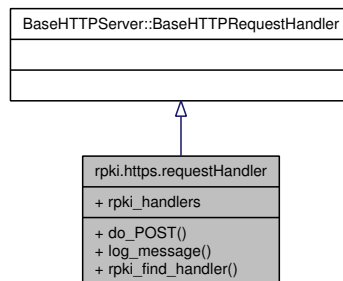 BaseHTTPServer::BaseHTTPRequestHandler
rpki.https.requestHandler
+ rpki_handlers
+ do_POST()
+ log_message()
+ rpki_find_handler()